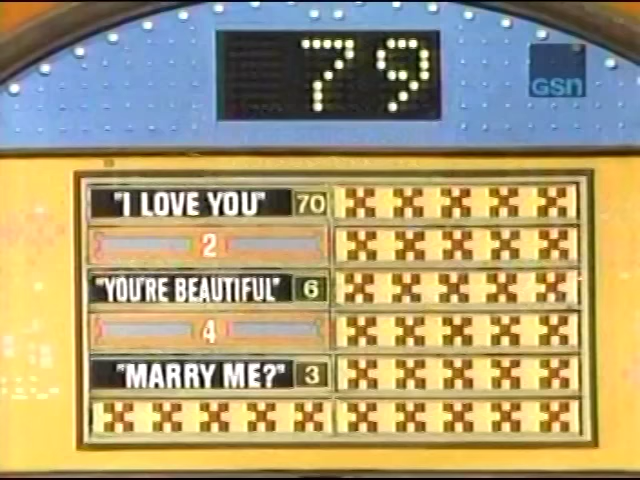 79
GSN
"I LOVE YOU" 70
2
"YOU'RE BEAUTIFUL" 6
4
"MARRY ME?" 3